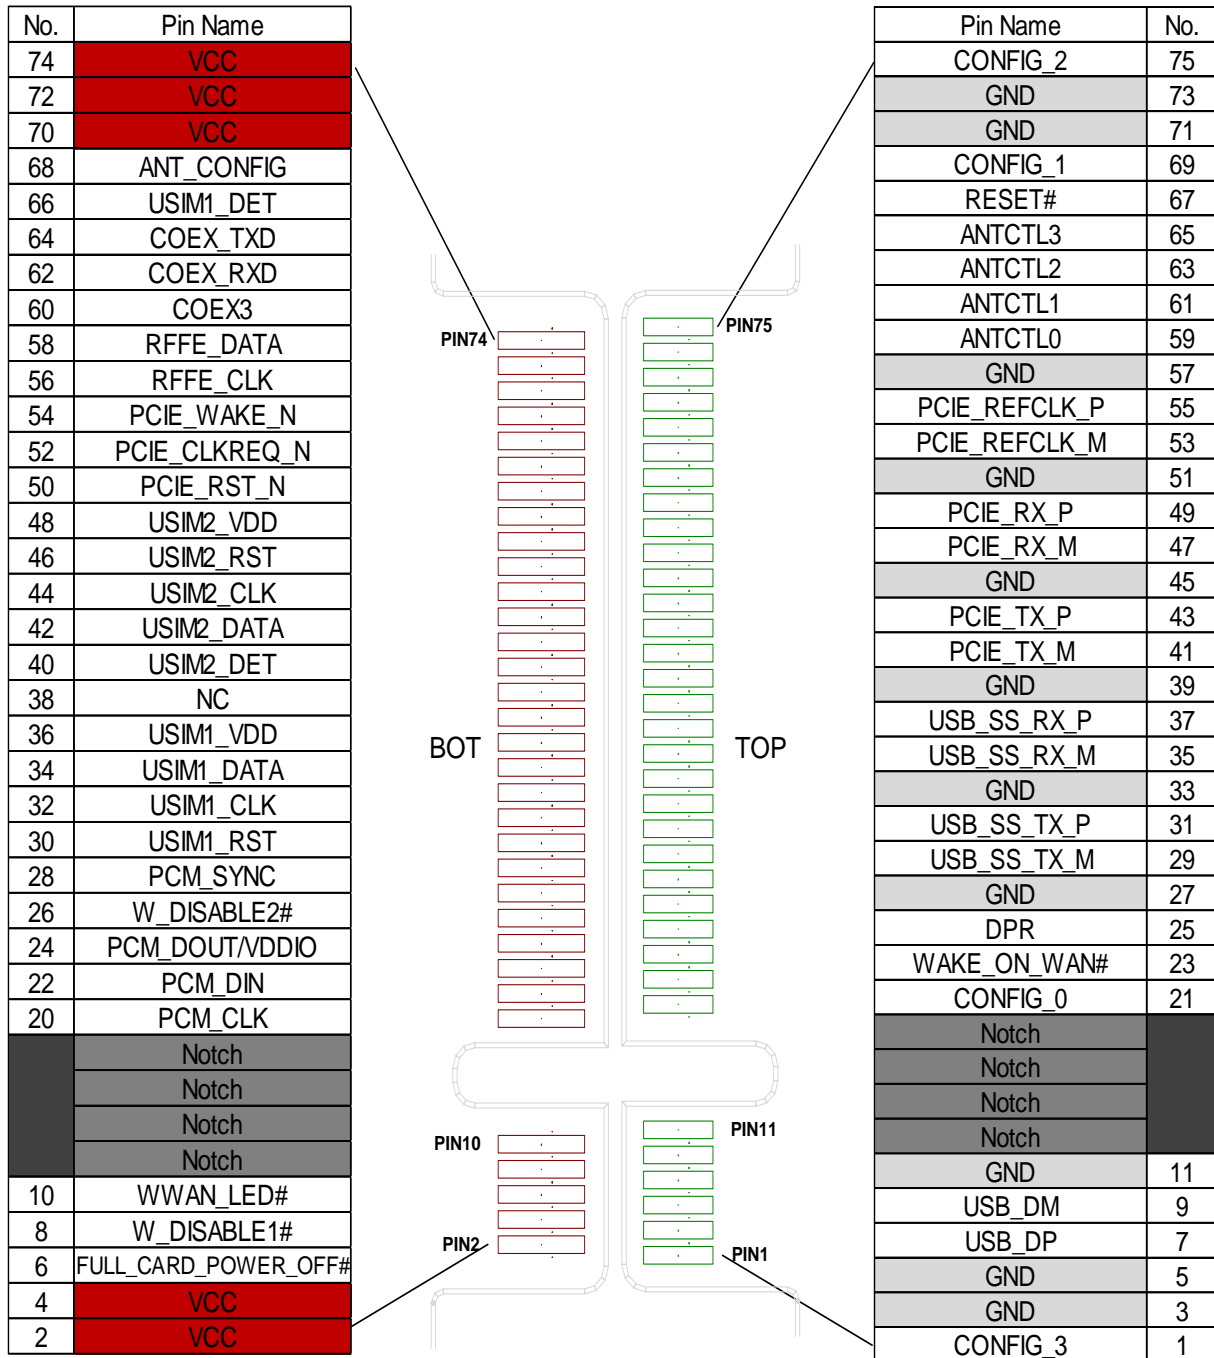 No. Pin Name
74 VCC
72 VCC
70 VCC
68 ANT_CONFIG
66 USIM1_DET
64 COEX_TXD
62 COEX_RXD
60 COEX3
58 RFFE_DATA
56 RFFE_CLK
54 PCIE_WAKE_N
52 PCIE_CLKREQ_N
50 PCIE_RST_N
48 USIM2_VDD
46 USIM2_RST
44 USIM2_CLK
42 USIM2_DATA
40 USIM2_DET
38 NC
36 USIM1_VDD
34 USIM1_DATA
32 USIM1_CLK
30 USIM1_RST
28 PCM_SYNC
26 W_DISABLE2#
24 PCM_DOUT/VDDIO
22 PCM_DIN
20 PCM_CLK
Notch
Notch
Notch
Notch
10 WWAN_LED#
8 W_DISABLE1#
6 FULL_CARD_POWER_OFF#
4 VCC
2 VCC
PIN74
PIN75
BOT
TOP
PIN10
PIN11
PIN2
PIN1
Pin Name No.
CONFIG_2 75
GND 73
GND 71
CONFIG_1 69
RESET# 67
ANTCTL3 65
ANTCTL2 63
ANTCTL1 61
ANTCTL0 59
GND 57
PCIE_REFCLK_P 55
PCIE_REFCLK_M 53
GND 51
PCIE_RX_P 49
PCIE_RX_M 47
GND 45
PCIE_TX_P 43
PCIE_TX_M 41
GND 39
USB_SS_RX_P 37
USB_SS_RX_M 35
GND 33
USB_SS_TX_P 31
USB_SS_TX_M 29
GND 27
DPR 25
WAKE_ON_WAN# 23
CONFIG_0 21
Notch
Notch
Notch
Notch
GND 11
USB_DM 9
USB_DP 7
GND 5
GND 3
CONFIG_3 1